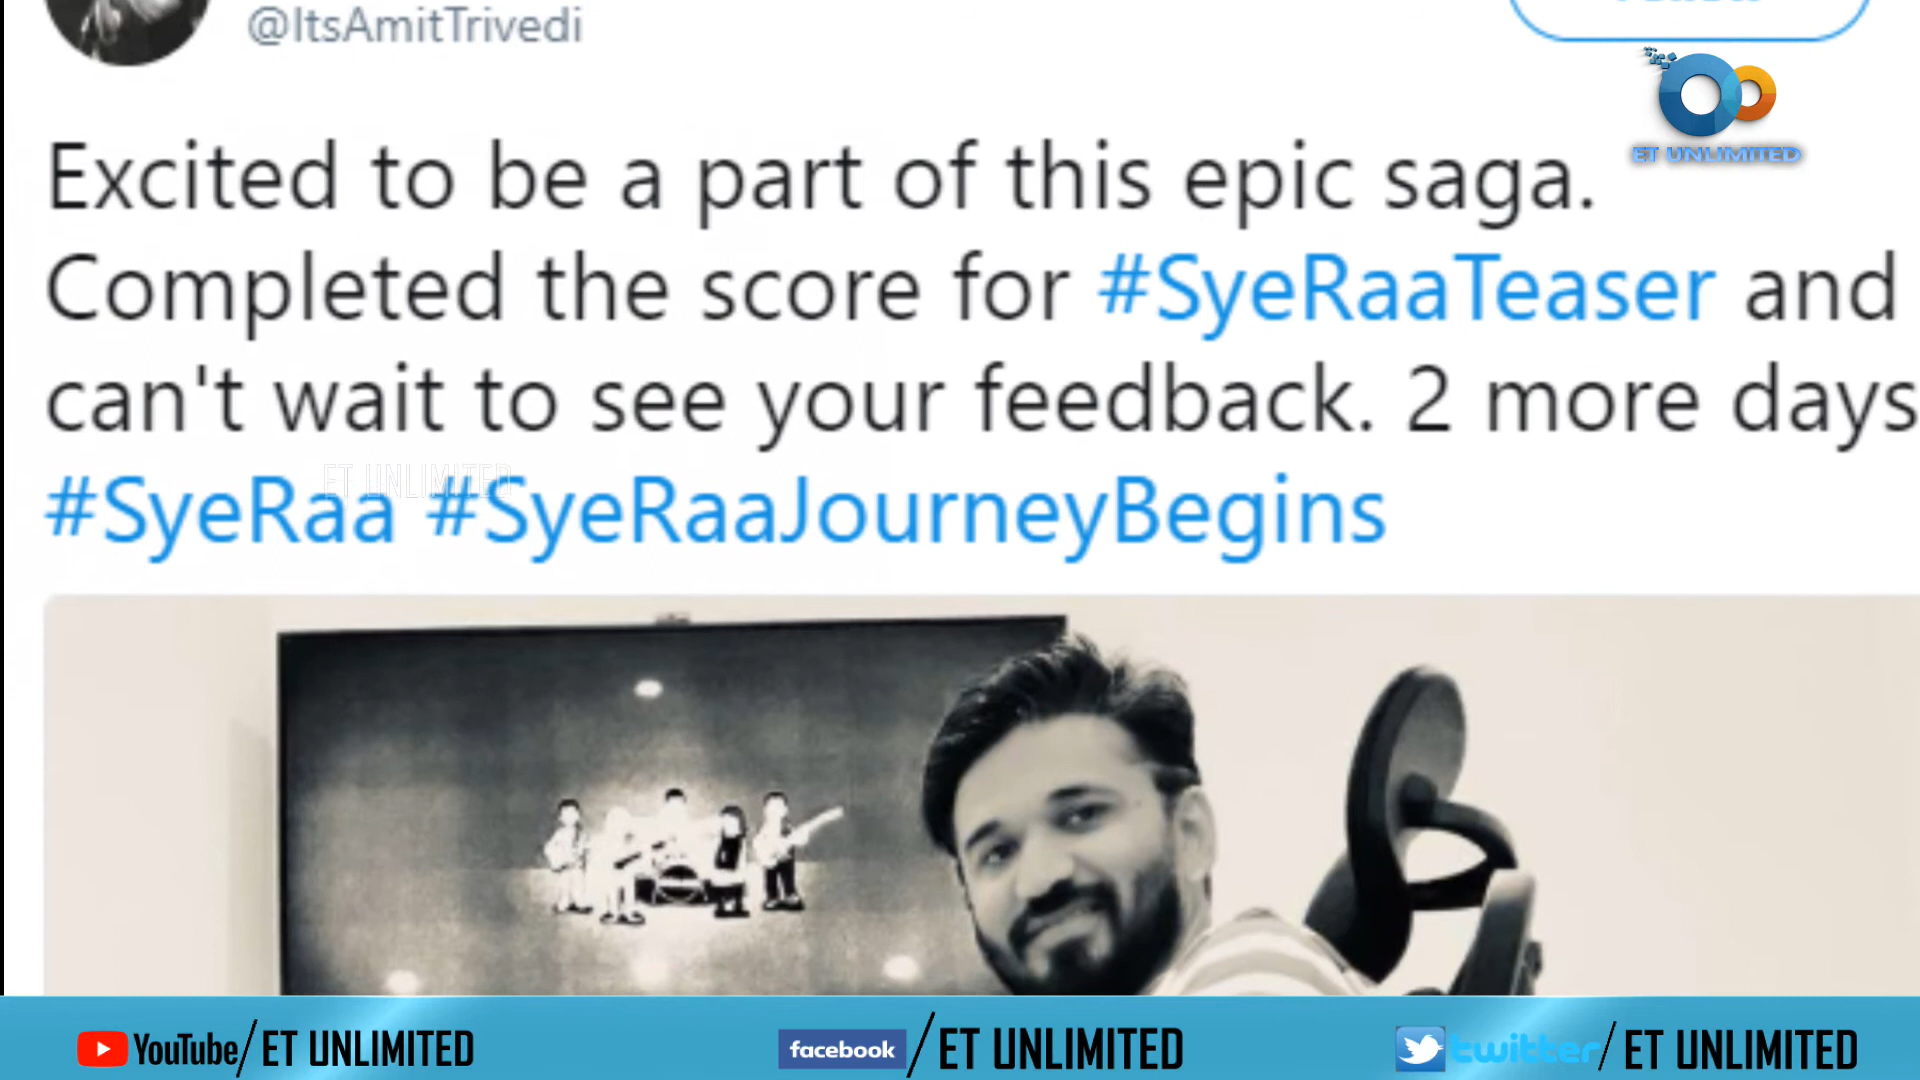 @ItsAmitTrivedi
ET UNLIMITED
Excited to be a part of this epic saga.
Completed the score for #SyeRaaTeaser and
can't wait to see your feedback. 2 more days
#SyeRaa #SyeRaaJourneyBegins
ET UNLIMITED
YouTube/ET UNLIMITED
facebook/ET UNLIMITED
twitter/ET UNLIMITED